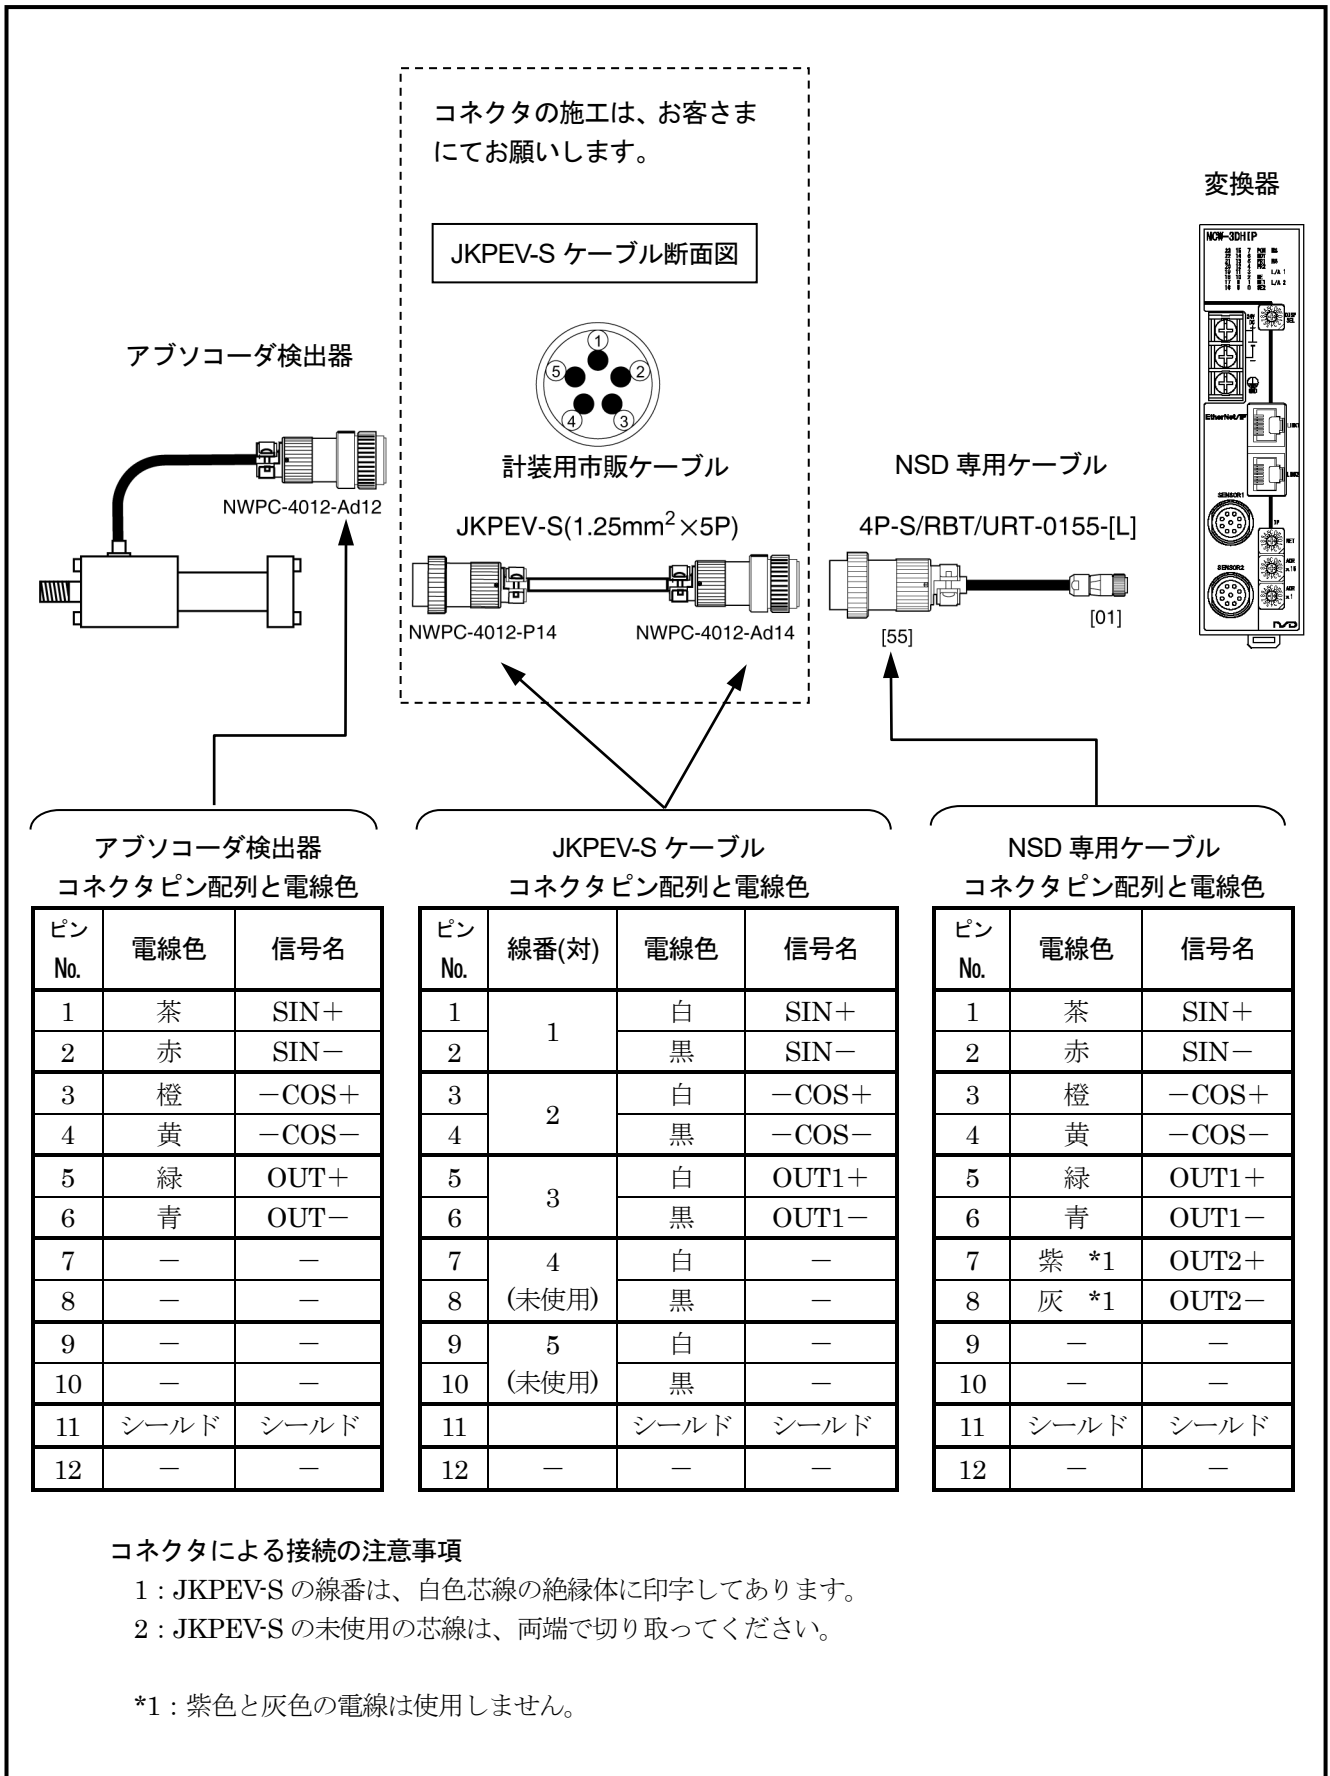 コネクタの施工は、お客さま
にてお願いします。
JKPEV-S ケーブル断面図
変換器
NCW-3DHIP
アブソコーダ検出器
1
5
2
4
3
計装用市販ケーブル
JKPEV-S(1.25mm²×5P)
NSD 専用ケーブル
4P-S/RBT/URT-0155-[L]
EtherNet/IP
LINK1
LINK2
SENSOR1
SENSOR2
NWPC-4012-Ad12
NWPC-4012-P14
NWPC-4012-Ad14
[55]
[01]
アブソコーダ検出器
コネクタピン配列と電線色
ピン No. 電線色 信号名
1 茶 SIN＋
2 赤 SIN－
3 橙 －COS＋
4 黄 －COS－
5 緑 OUT＋
6 青 OUT－
7 － －
8 － －
9 － －
10 － －
11 シールド シールド
12 － －
JKPEV-S ケーブル
コネクタピン配列と電線色
ピン No. 線番(対) 電線色 信号名
1 1 白 SIN＋
2 黒 SIN－
3 2 白 －COS＋
4 黒 －COS－
5 3 白 OUT1＋
6 黒 OUT1－
7 4 白 －
8 (未使用) 黒 －
9 5 白 －
10 (未使用) 黒 －
11 シールド シールド
12 － － －
NSD 専用ケーブル
コネクタピン配列と電線色
ピン No. 電線色 信号名
1 茶 SIN＋
2 赤 SIN－
3 橙 －COS＋
4 黄 －COS－
5 緑 OUT1＋
6 青 OUT1－
7 紫 *1 OUT2＋
8 灰 *1 OUT2－
9 － －
10 － －
11 シールド シールド
12 － －
コネクタによる接続の注意事項
1：JKPEV-S の線番は、白色芯線の絶縁体に印字してあります。
2：JKPEV-S の未使用の芯線は、両端で切り取ってください。
*1：紫色と灰色の電線は使用しません。